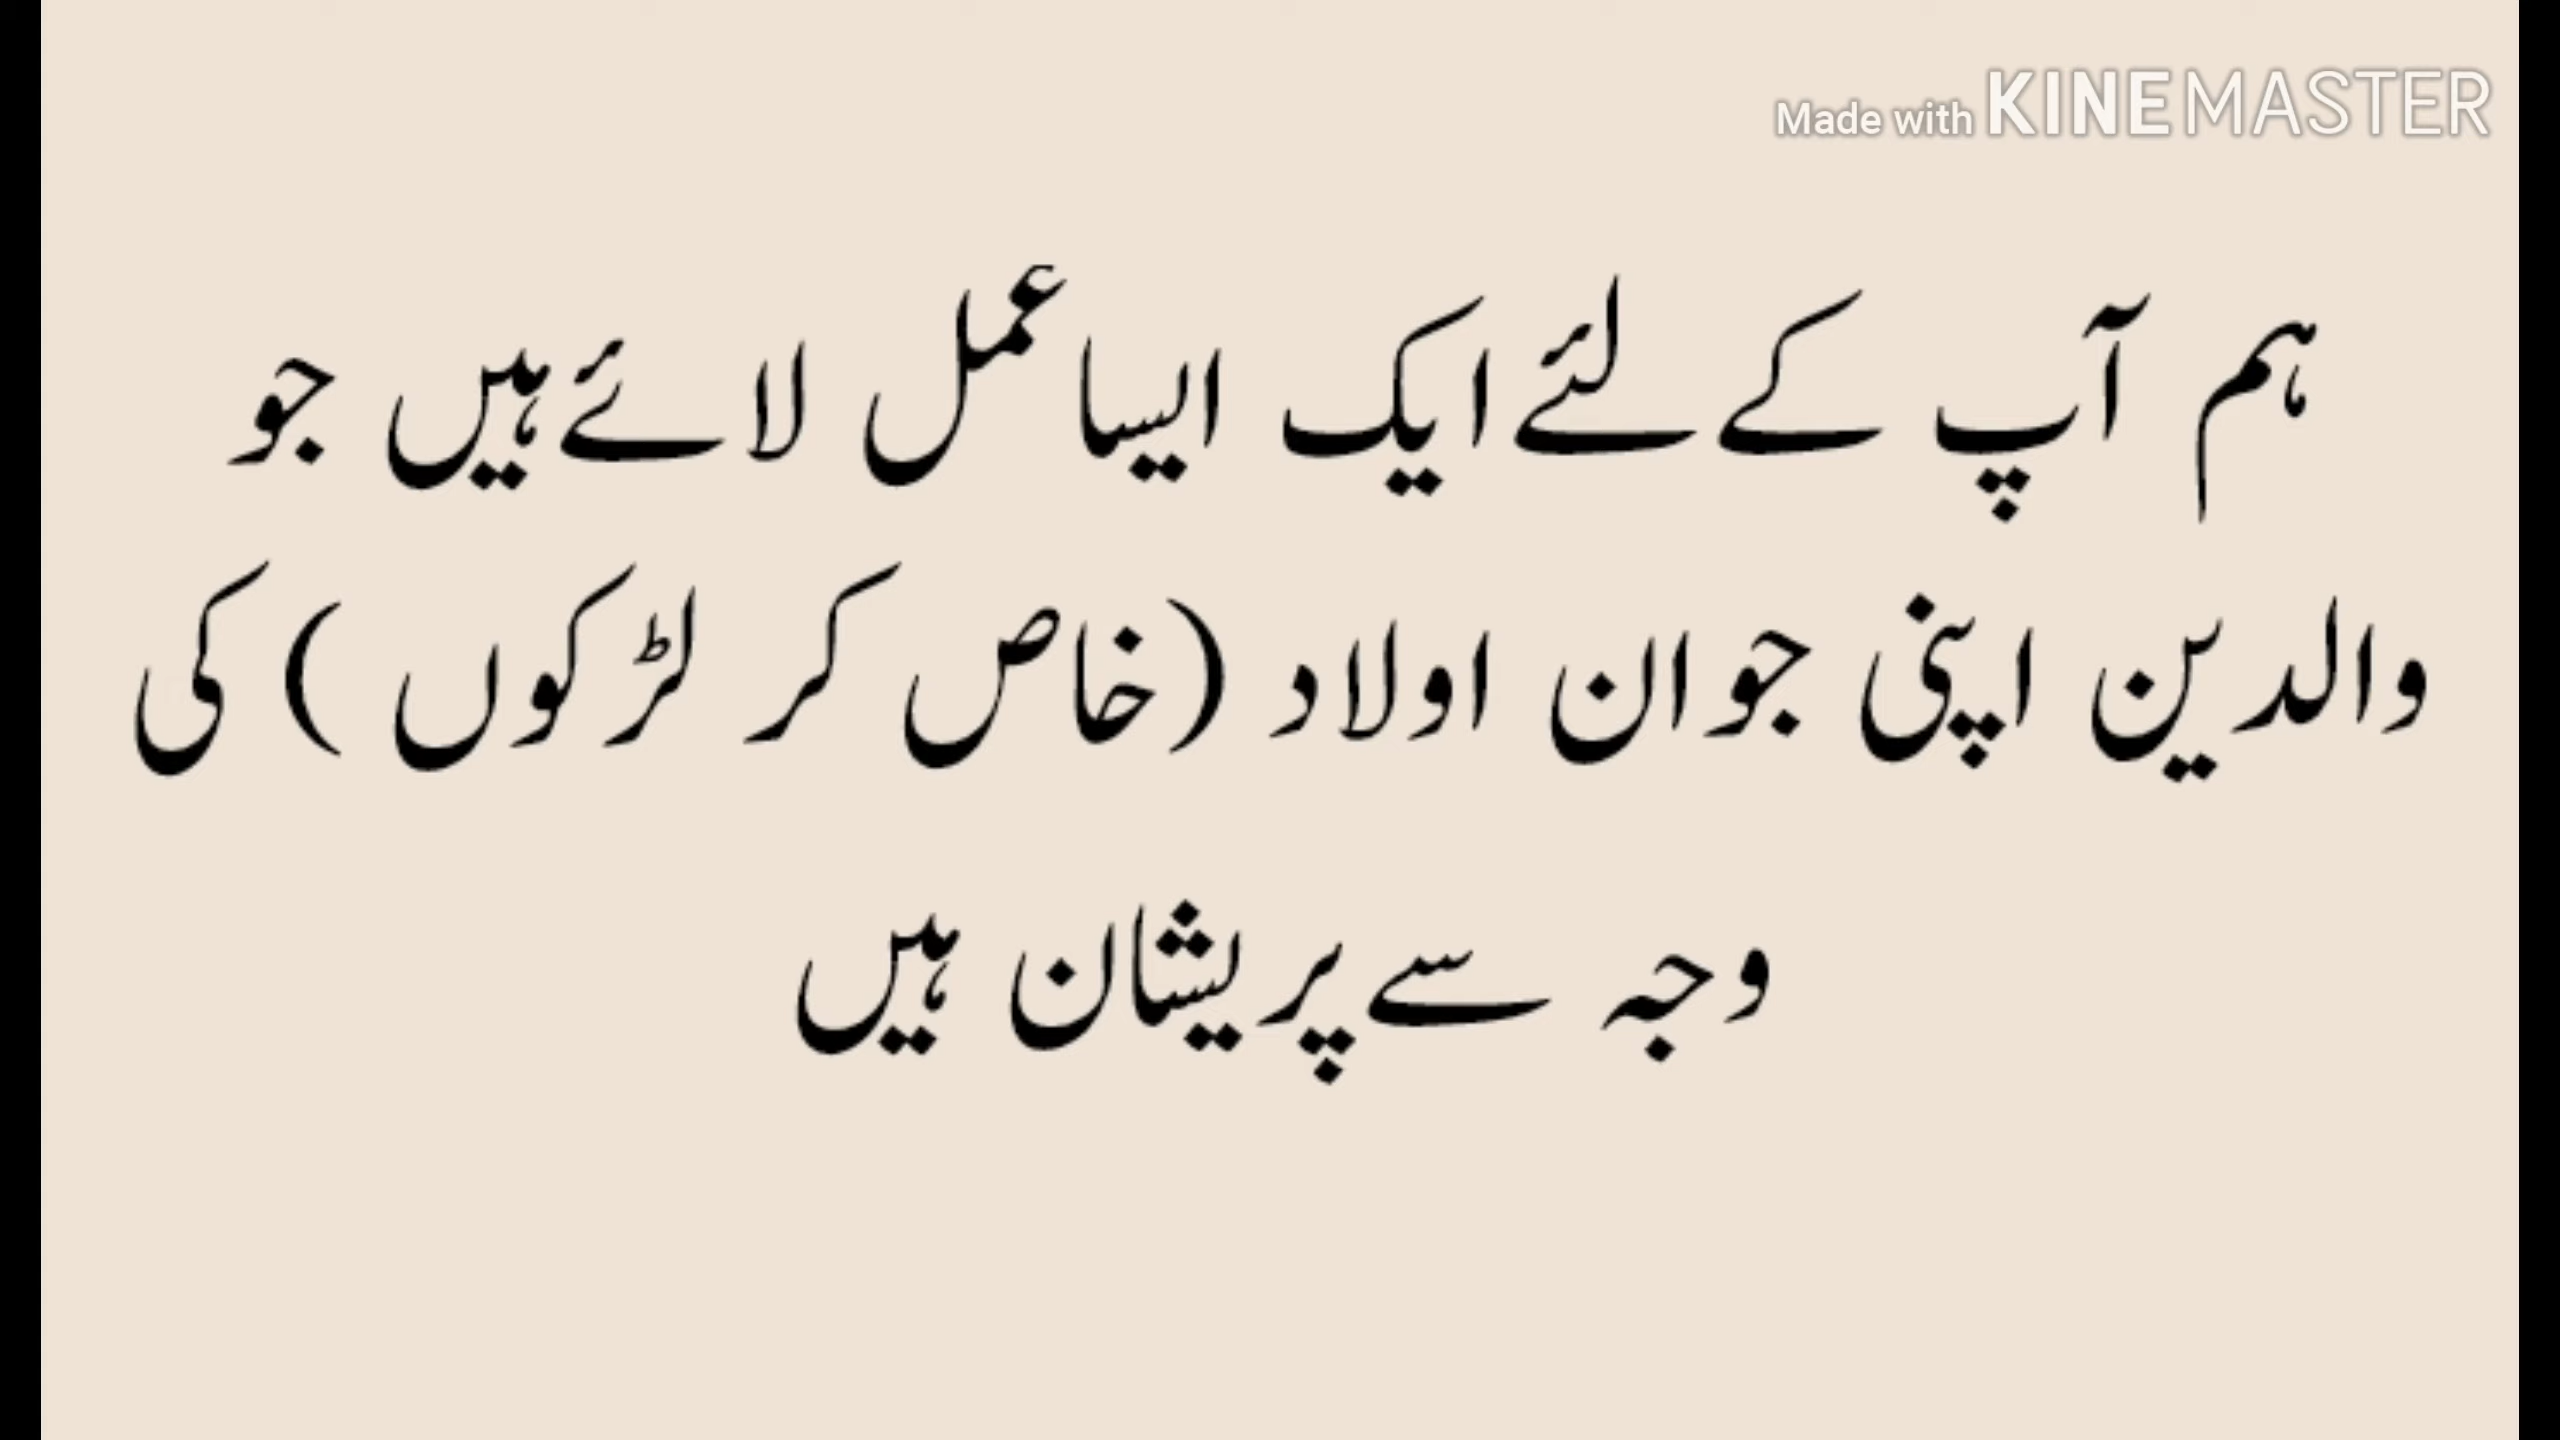 Made with KINEMASTER
ہم آپ کے لئے ایک ایسا عمل لائے ہیں جو
والدین اپنی جوان اولاد (خاص کر لڑکوں ) کی
وجہ سے پریشان ہیں